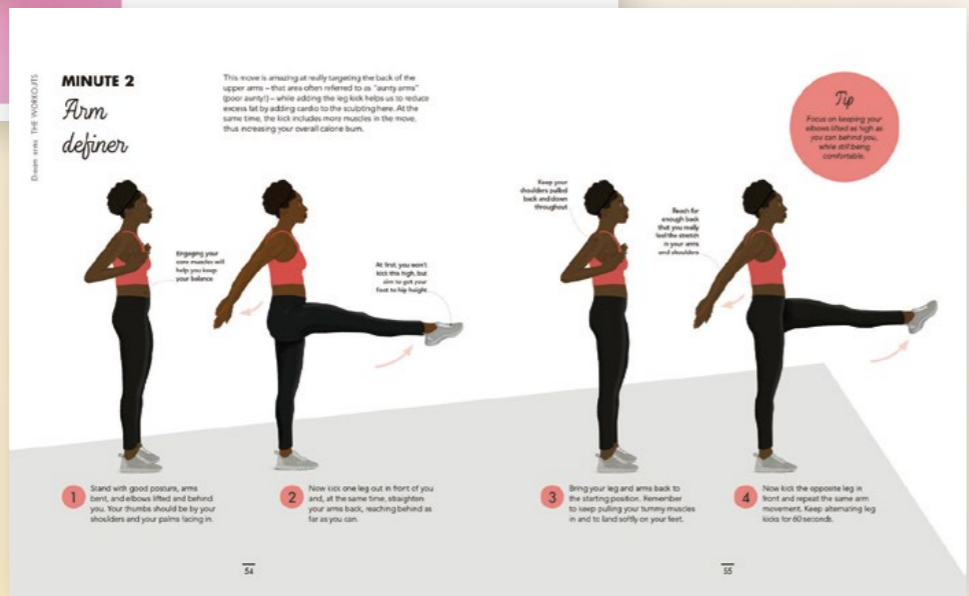 Dream arms THE WORKOUTS
MINUTE 2
Arm
definer
This move is amazing at really targeting the back of the
upper arms – that area often referred to as "aunty arms"
(poor aunty!) – while adding the leg kick helps us to reduce
excess fat by adding cardio to the sculpting here. At the
same time, the kick includes more muscles in the move,
thus increasing your overall calorie burn.
Tip
Focus on keeping your
elbows lifted as high as
you can behind you,
while still being
comfortable.
Engaging your
core muscles will
help you keep
your balance
At first, you won't
kick this high, but
aim to get your
foot to hip height
Keep your
shoulders pulled
back and down
throughout
Reach far
enough back
that you really
feel the stretch
in your arms
and shoulders
1
Stand with good posture, arms
bent, and elbows lifted and behind
you. Your thumbs should be by your
shoulders and your palms facing in.
2
Now kick one leg out in front of you
and, at the same time, straighten
your arms back, reaching behind as
far as you can.
3
Bring your leg and arms back to
the starting position. Remember
to keep pulling your tummy muscles
in and to land softly on your feet.
4
Now kick the opposite leg in
front and repeat the same arm
movement. Keep alternating leg
kicks for 60 seconds.
54
55